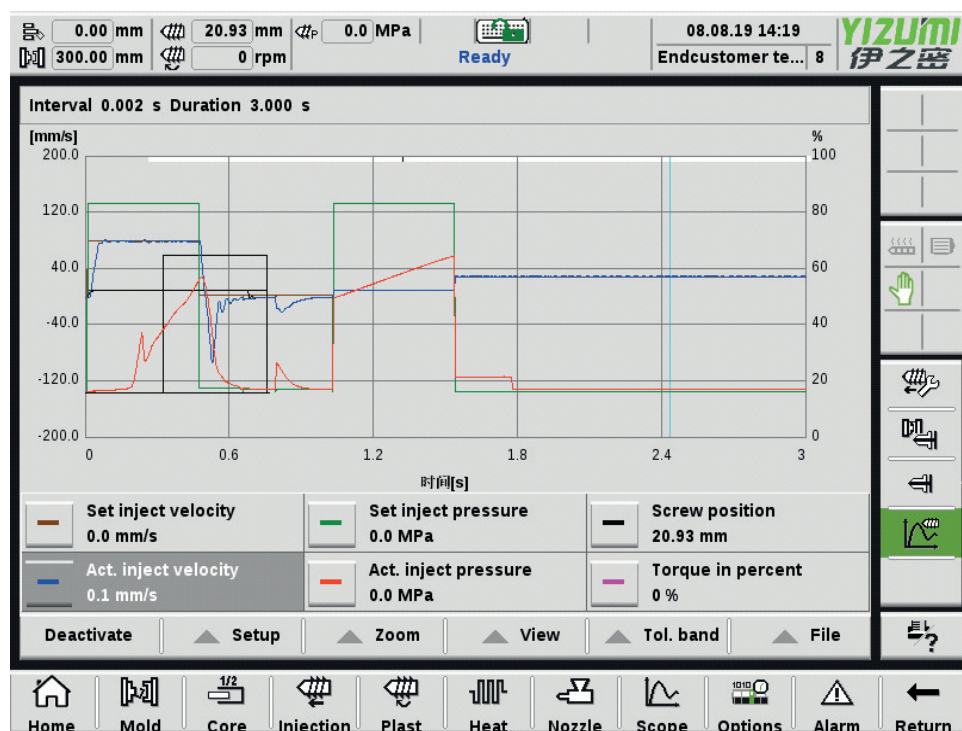 0.00 mm 20.93 mm P 0.0 MPa 08.08.19 14:19 YIZUMI
300.00 mm 0 rpm Ready Endcustomer te... 8 伊之密
Interval 0.002 s Duration 3.000 s
[mm/s] %
200.0 100
120.0 80
40.0 60
-40.0 40
-120.0 20
-200.0 0
0 0.6 1.2 1.8 2.4 3
时间[s]
Set inject velocity Set inject pressure Screw position
0.0 mm/s 0.0 MPa 20.93 mm
Act. inject velocity Act. inject pressure Torque in percent
0.1 mm/s 0.0 MPa 0 %
Deactivate Setup Zoom View Tol. band File
?
1/2 1010
Home Mold Core Injection Plast Heat Nozzle Scope Options Alarm Return